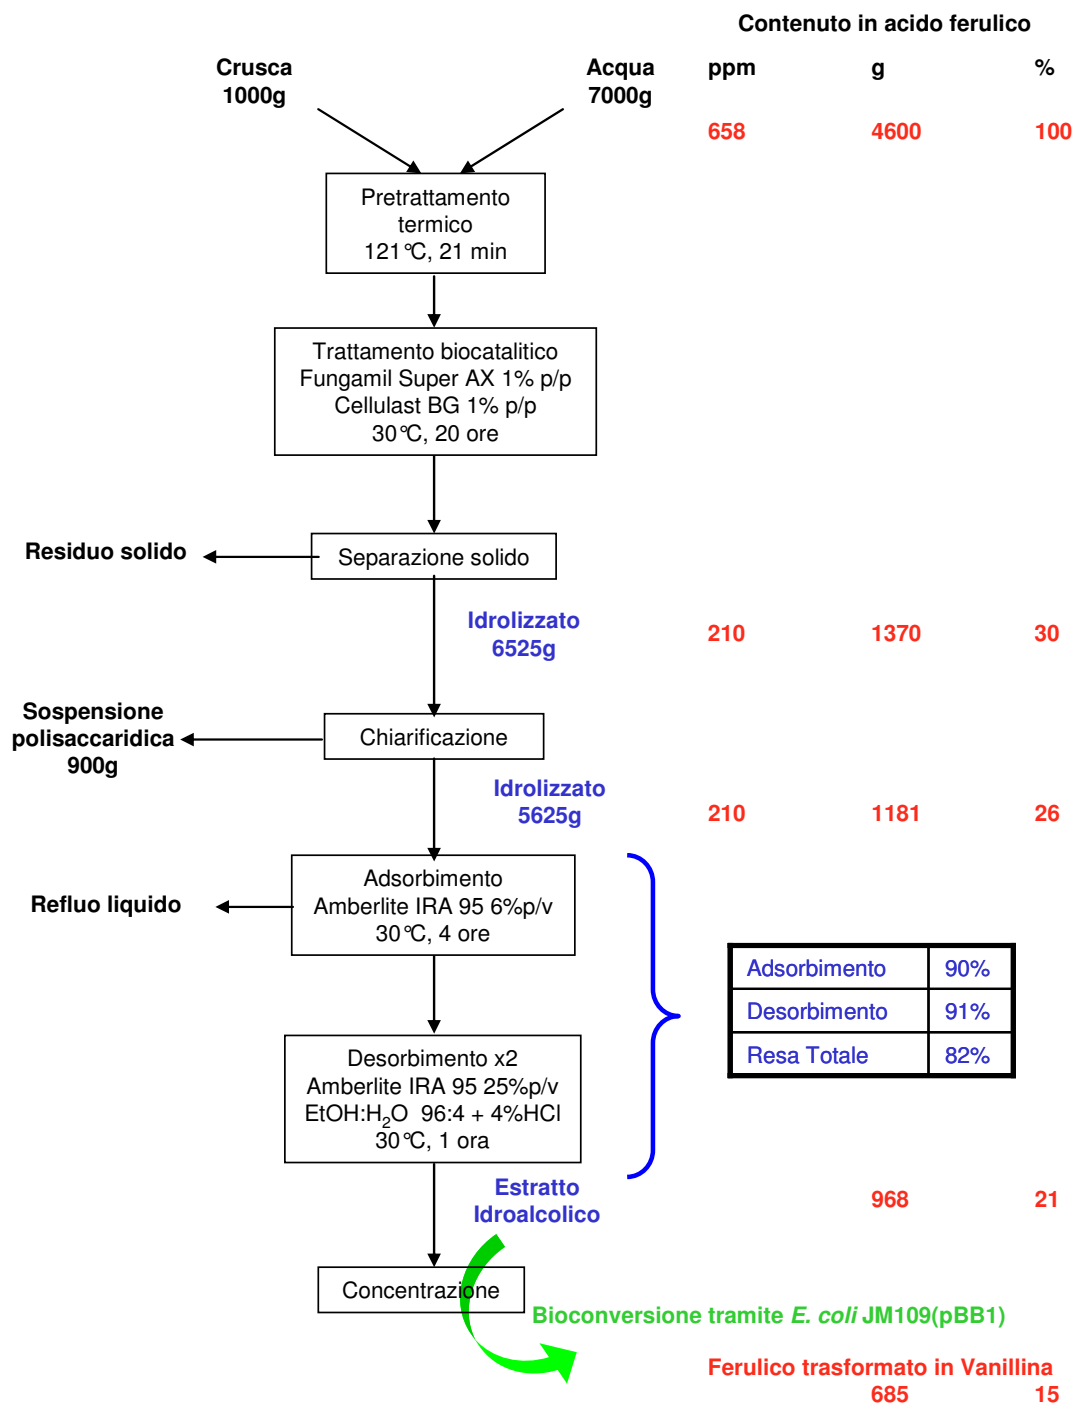 Contenuto in acido ferulico
Crusca
1000g
Acqua
7000g
ppm g %
658 4600 100
Pretrattamento
termico
121°C, 21 min
Trattamento biocatalitico
Fungamil Super AX 1% p/p
Cellulast BG 1% p/p
30°C, 20 ore
Residuo solido
Separazione solido
Idrolizzato
6525g
210 1370 30
Sospensione
polisaccaridica
900g
Chiarificazione
Idrolizzato
5625g
210 1181 26
Adsorbimento
Amberlite IRA 95 6%p/v
30°C, 4 ore
Refluo liquido
Adsorbimento 90%
Desorbimento 91%
Resa Totale 82%
Desorbimento x2
Amberlite IRA 95 25%p/v
EtOH:H₂O 96:4 + 4%HCl
30°C, 1 ora
Estratto
Idroalcolico
968 21
Concentrazione
Bioconversione tramite E. coli JM109(pBB1)
Ferulico trasformato in Vanillina
685 15